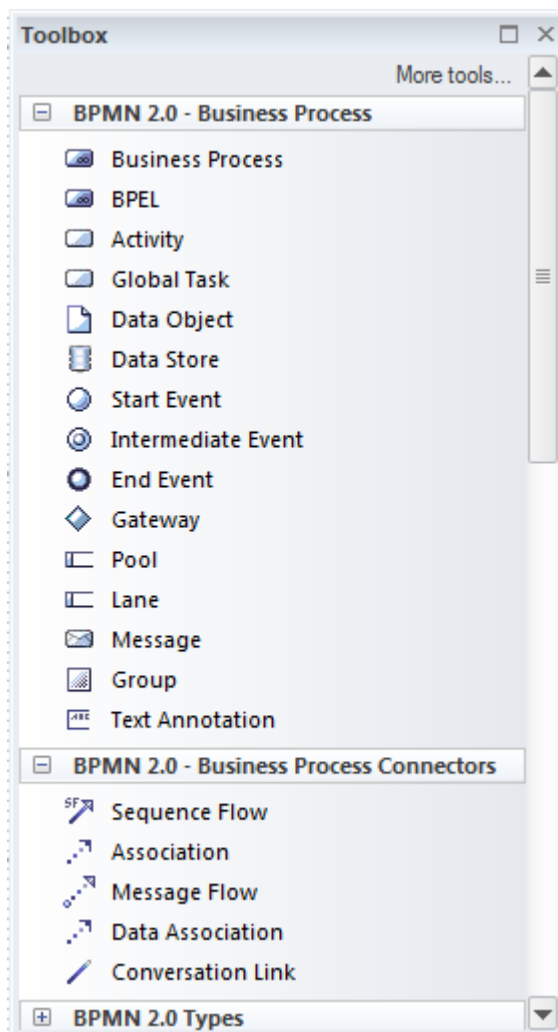 Toolbox
More tools...
BPMN 2.0 - Business Process
Business Process
BPEL
Activity
Global Task
Data Object
Data Store
Start Event
Intermediate Event
End Event
Gateway
Pool
Lane
Message
Group
Text Annotation
BPMN 2.0 - Business Process Connectors
Sequence Flow
Association
Message Flow
Data Association
Conversation Link
BPMN 2.0 Types